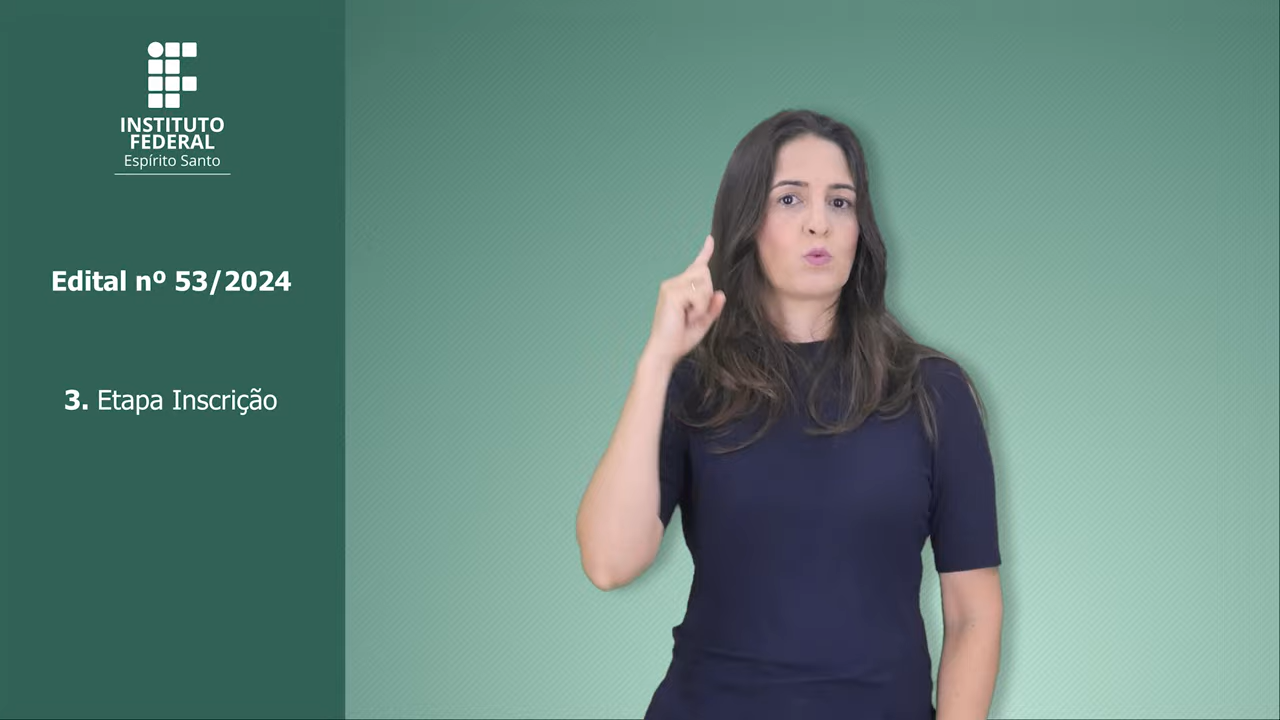 INSTITUTO
FEDERAL
Espírito Santo
Edital nº 53/2024
3. Etapa Inscrição